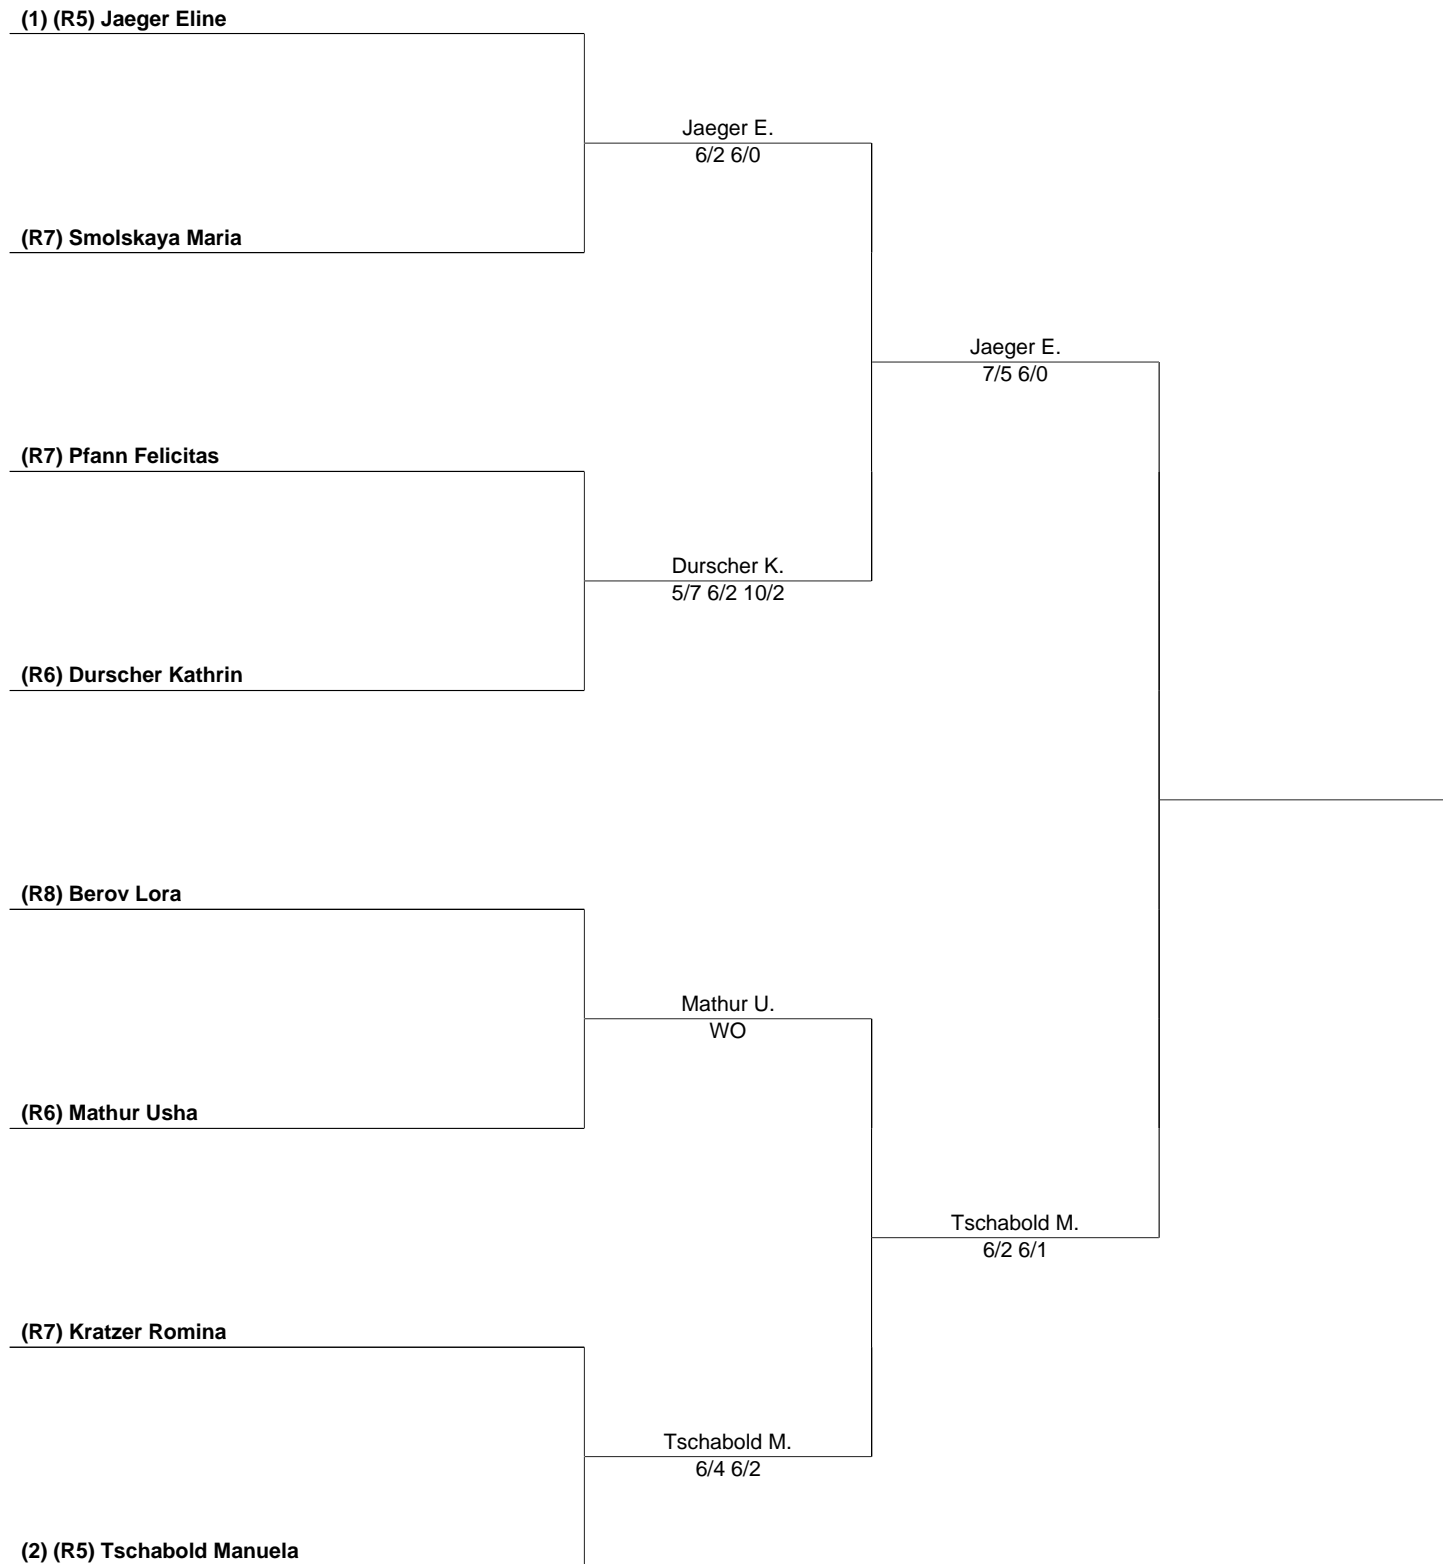 (1) (R5) Jaeger Eline
Jaeger E.
6/2 6/0
(R7) Smolskaya Maria
Jaeger E.
7/5 6/0
(R7) Pfann Felicitas
Durscher K.
5/7 6/2 10/2
(R6) Durscher Kathrin
(R8) Berov Lora
Mathur U.
WO
(R6) Mathur Usha
Tschabold M.
6/2 6/1
(R7) Kratzer Romina
Tschabold M.
6/4 6/2
(2) (R5) Tschabold Manuela